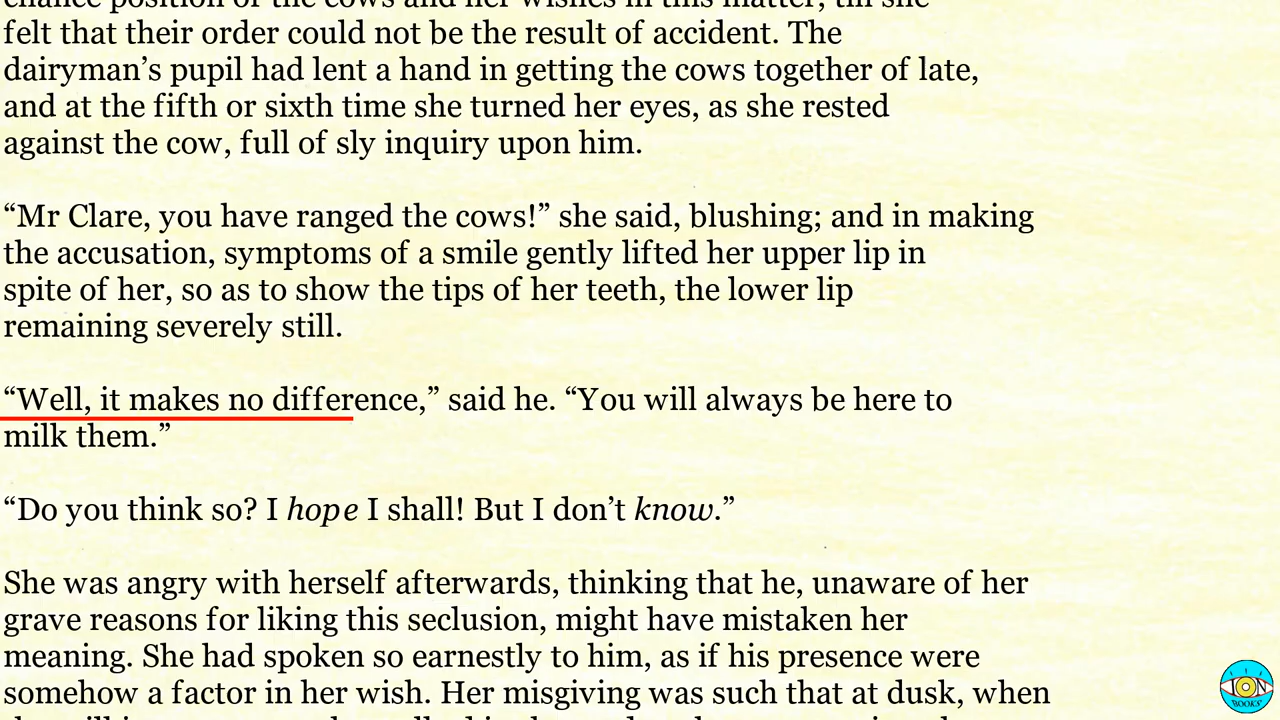 felt that their order could not be the result of accident. The
dairyman’s pupil had lent a hand in getting the cows together of late,
and at the fifth or sixth time she turned her eyes, as she rested
against the cow, full of sly inquiry upon him.
“Mr Clare, you have ranged the cows!” she said, blushing; and in making
the accusation, symptoms of a smile gently lifted her upper lip in
spite of her, so as to show the tips of her teeth, the lower lip
remaining severely still.
“Well, it makes no difference,” said he. “You will always be here to
milk them.”
“Do you think so? I hope I shall! But I don’t know.”
She was angry with herself afterwards, thinking that he, unaware of her
grave reasons for liking this seclusion, might have mistaken her
meaning. She had spoken so earnestly to him, as if his presence were
somehow a factor in her wish. Her misgiving was such that at dusk, when
ION
BOOKS